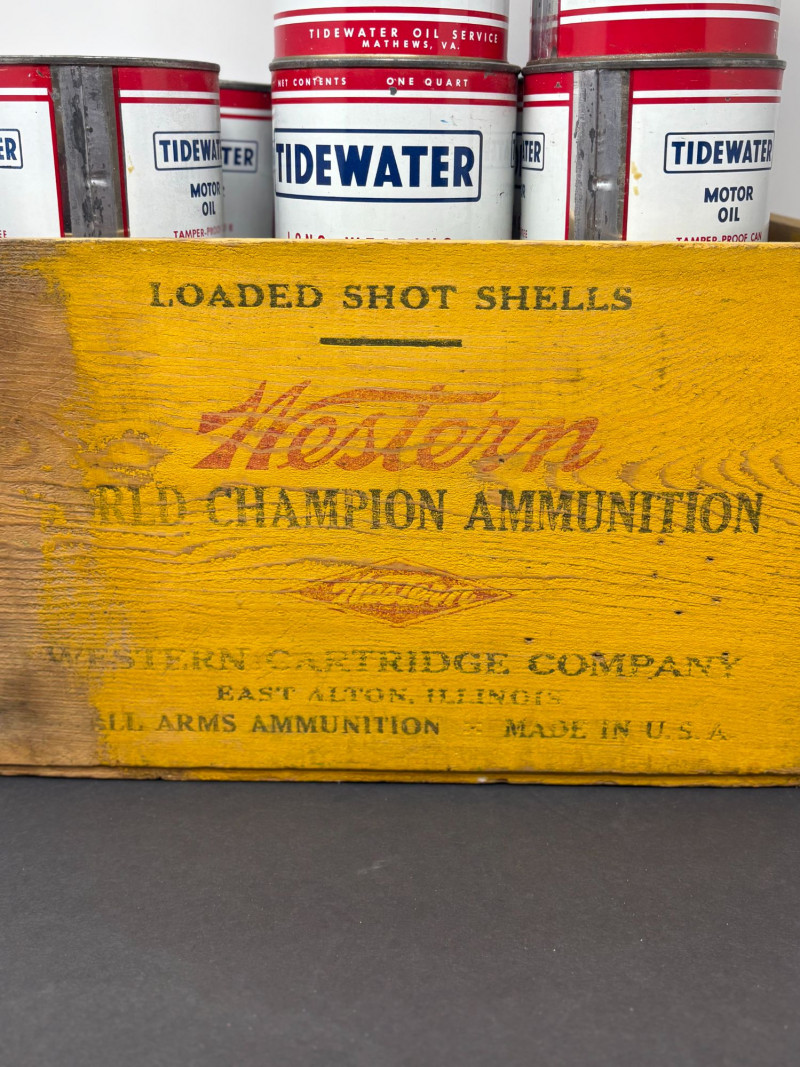 TIDEWATER OIL SERVICE
MATHEWS, VA.
NET CONTENTS ONE QUART
TIDEWATER
TIDEWATER
MOTOR
OIL
TIDEWATER
MOTOR OIL
TAMPER-PROOF CAN
LOADED SHOT SHELLS
Western
RLD CHAMPION AMMUNITION
Western
WESTERN CARTRIDGE COMPANY
EAST ALTON, ILLINOIS
ALL ARMS AMMUNITION - MADE IN U.S.A